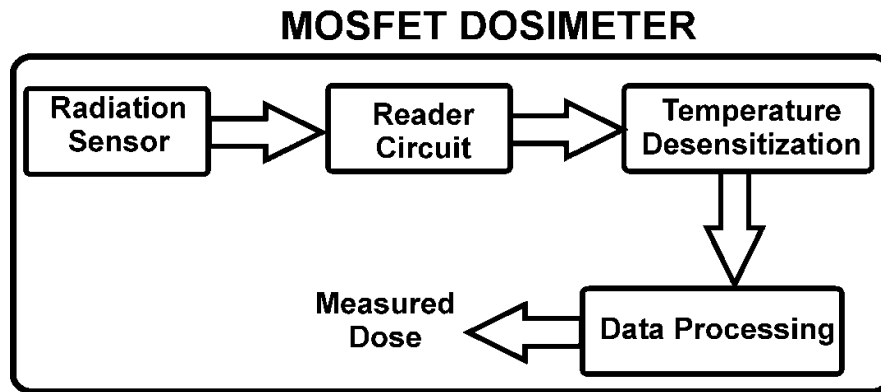 MOSFET DOSIMETER
Radiation
Sensor
Reader
Circuit
Temperature
Desensitization
Data Processing
Measured
Dose